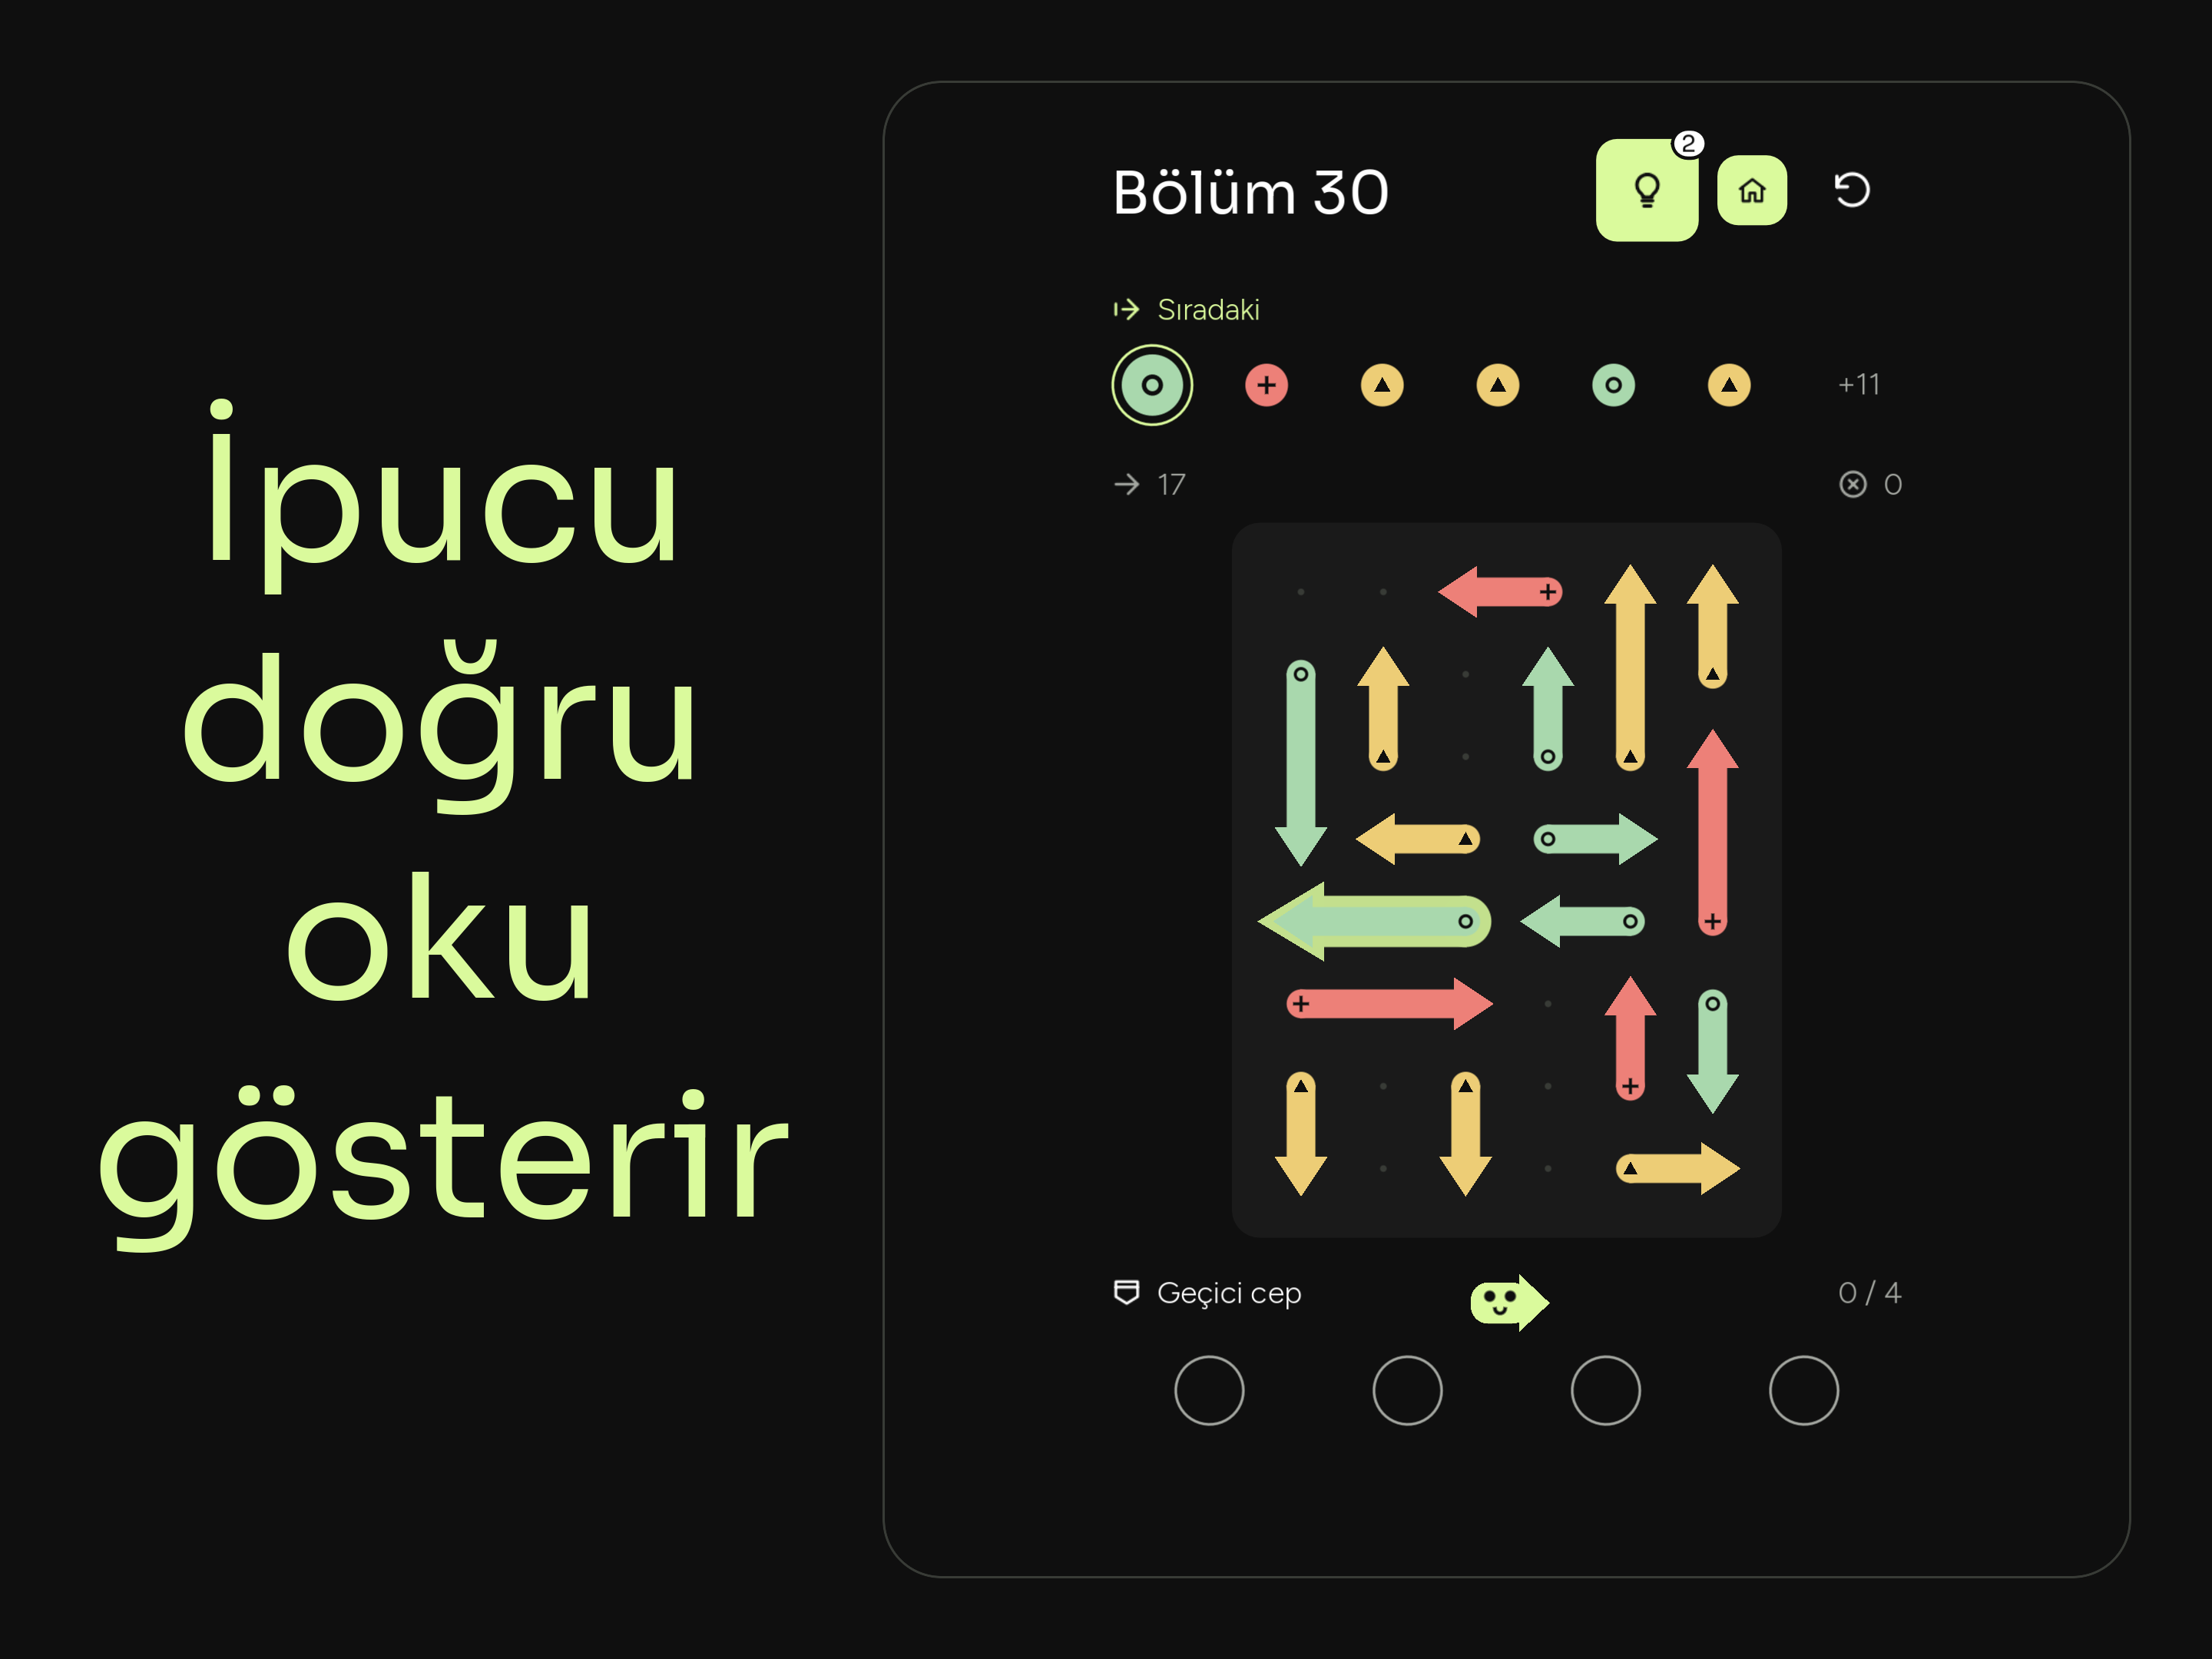 İpucu
doğru
oku
gösterir
Bölüm 30
2
Sıradaki
+11
17
0
Geçici cep
0 / 4